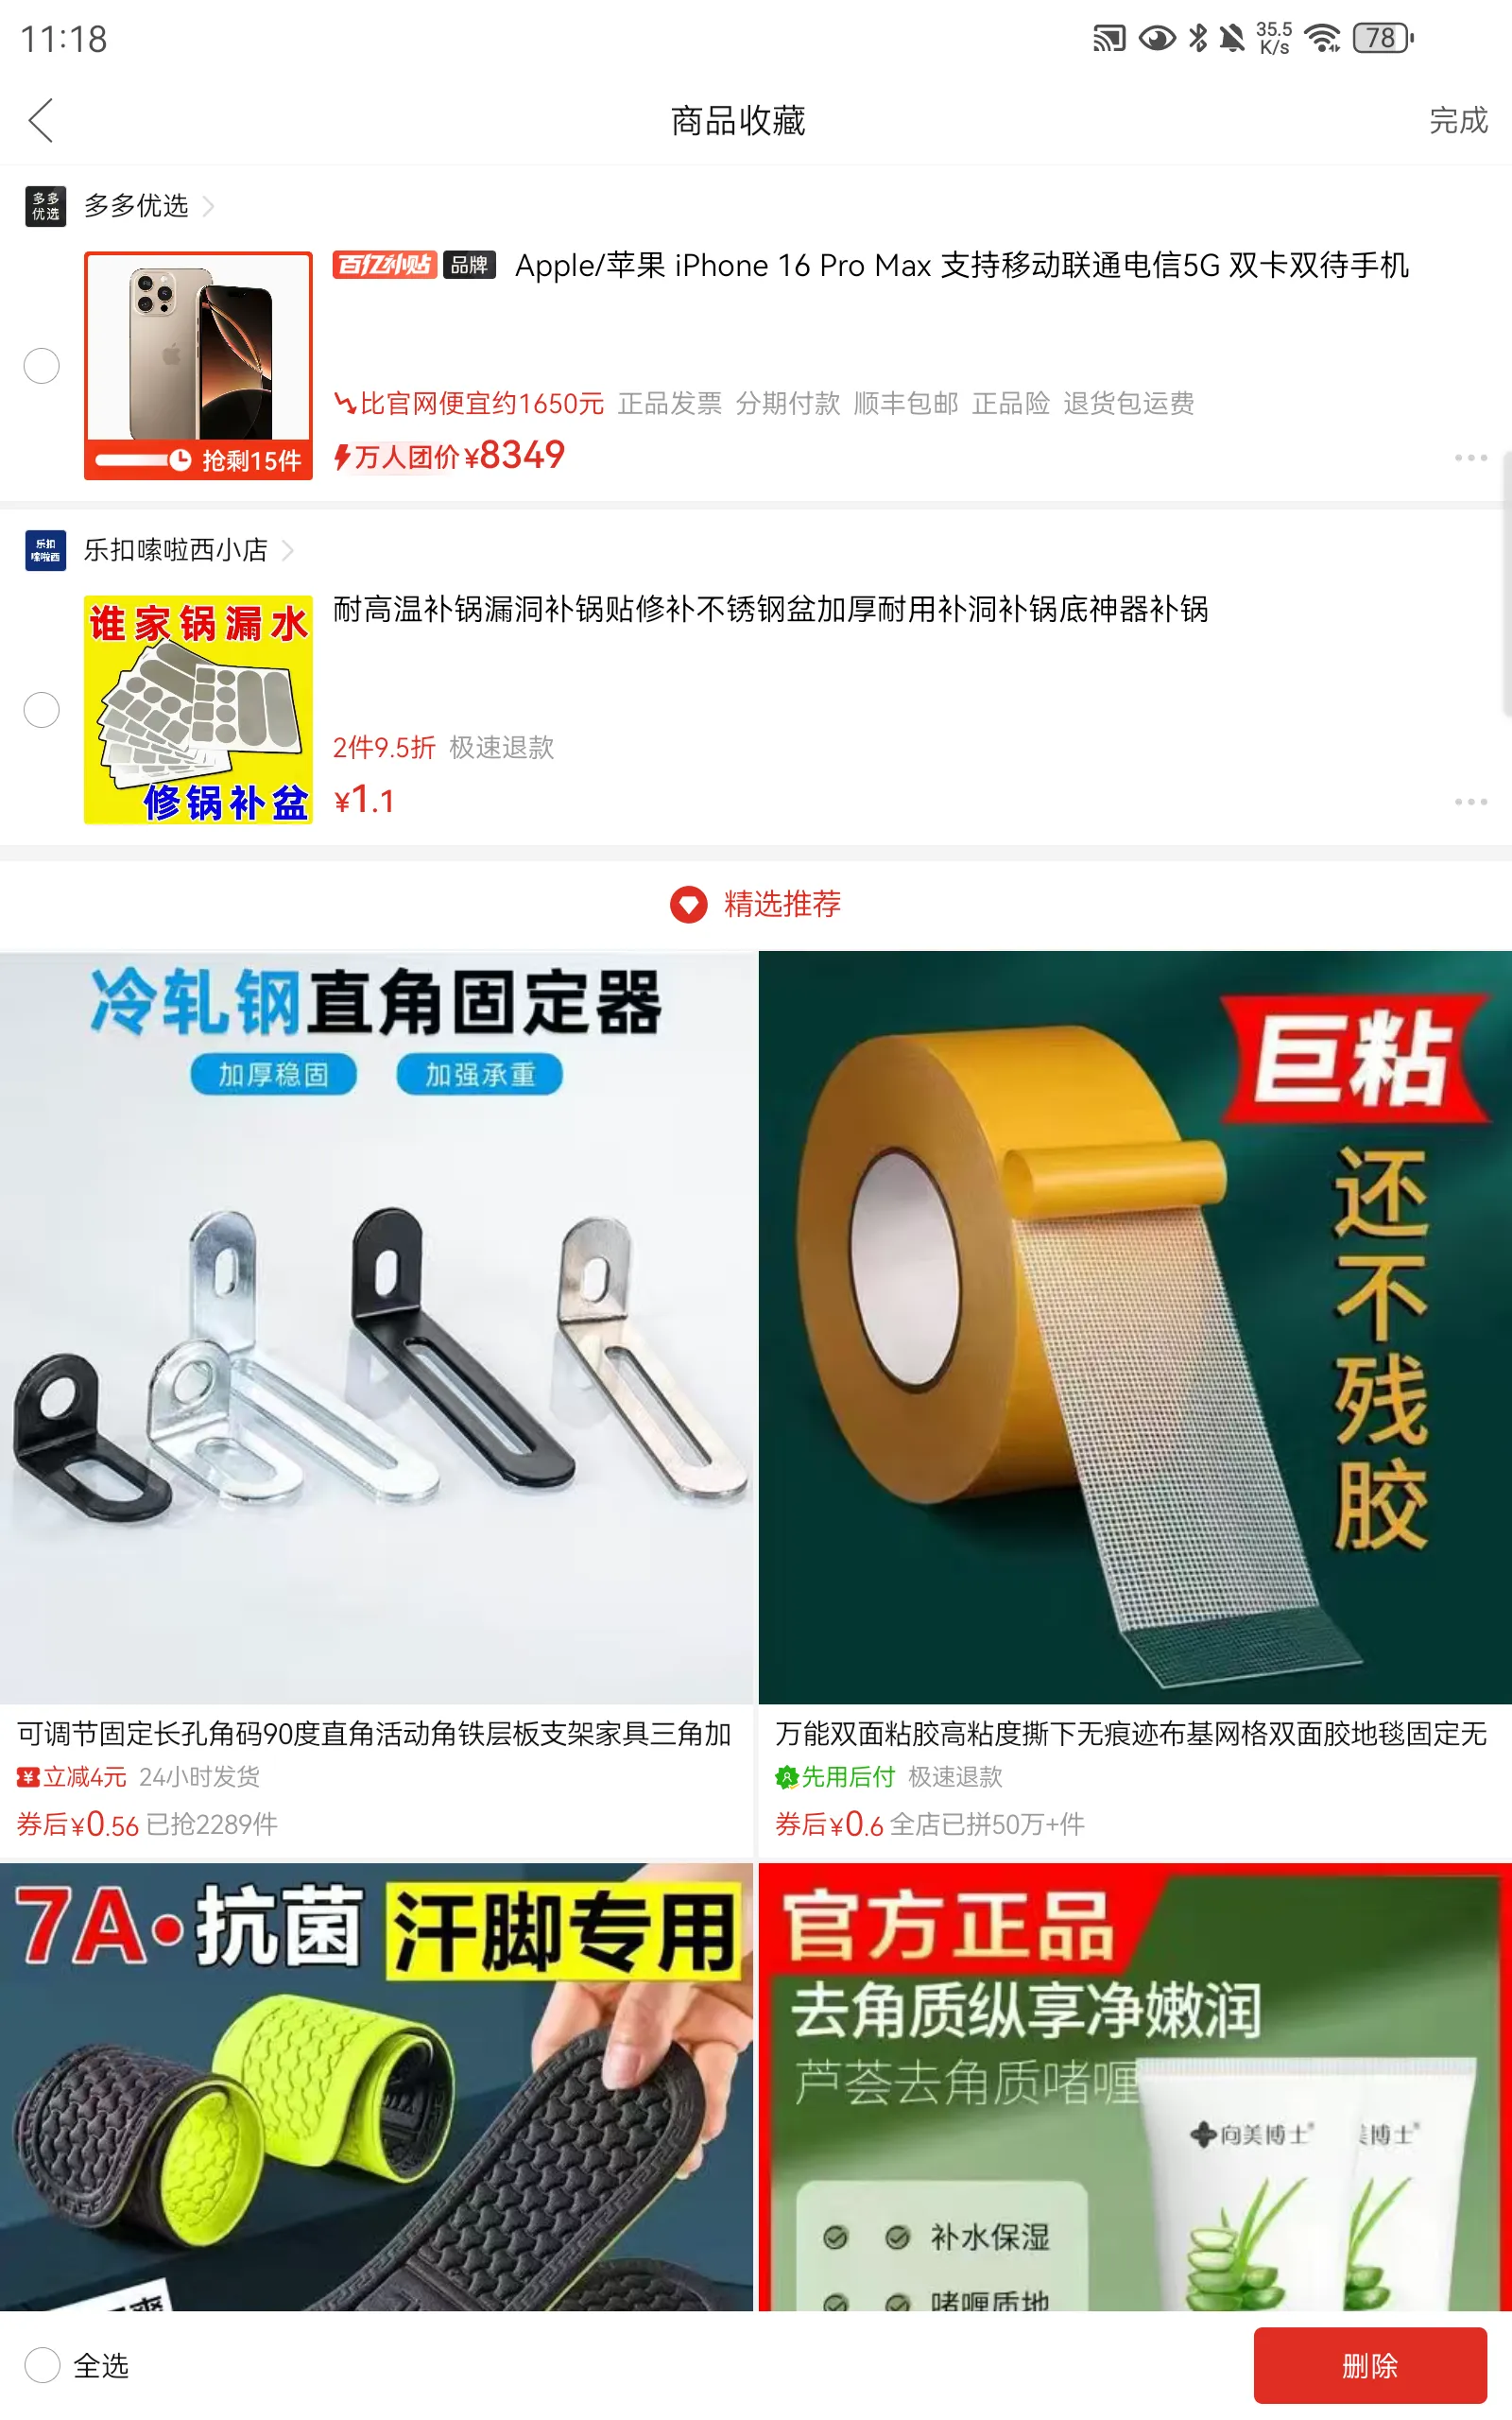 11:18
35.5
K/s
78
商品收藏
完成
多多
优选
多多优选
百亿补贴 品牌 Apple/苹果 iPhone 16 Pro Max 支持移动联通电信5G 双卡双待手机
比官网便宜约1650元 正品发票 分期付款 顺丰包邮 正品险 退货包运费
抢剩15件
万人团价 ¥8349
乐扣
嗦啦西
乐扣嗦啦西小店
谁家锅漏水
修锅补盆
耐高温补锅漏洞补锅贴修补不锈钢盆加厚耐用补洞补锅底神器补锅
2件9.5折 极速退款
¥1.1
精选推荐
冷轧钢直角固定器
加厚稳固 加强承重
巨粘
还不残胶
可调节固定长孔角码90度直角活动角铁层板支架家具三角加
立减4元 24小时发货
券后¥0.56 已抢2289件
万能双面粘胶高粘度撕下无痕迹布基网格双面胶地毯固定无
先用后付 极速退款
券后¥0.6 全店已拼50万+件
7A·抗菌 汗脚专用
官方正品
去角质纵享净嫩润
芦荟去角质啫喱
向美博士®
美博士®
补水保湿
啫喱质地
全选
删除